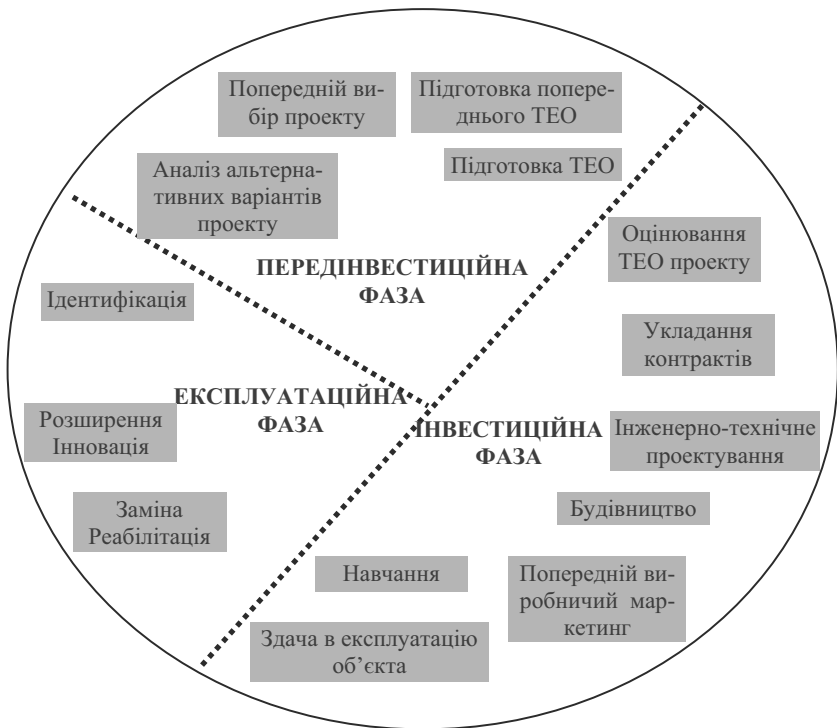 Попередній ви-
бір проекту
Підготовка попере-
днього ТЕО
Підготовка ТЕО
Аналіз альтерна-
тивних варіантів
проекту
ПЕРЕДІНВЕСТИЦІЙНА
ФАЗА
Оцінювання
ТЕО проекту
Укладання
контрактів
Ідентифікація
ЕКСПЛУАТАЦІЙНА
ФАЗА
Розширення
Інновація
Заміна
Реабілітація
ІНВЕСТИЦІЙНА
ФАЗА
Інженерно-технічне
проектування
Будівництво
Попередній ви-
робничий мар-
кетинг
Навчання
Здача в експлуатацію
об’єкта